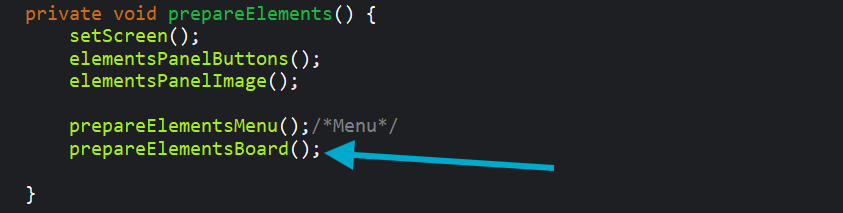 private void prepareElements() {
setScreen();
elementsPanelButtons();
elementsPanelImage();
prepareElementsMenu();/*Menu*/
prepareElementsBoard();
}